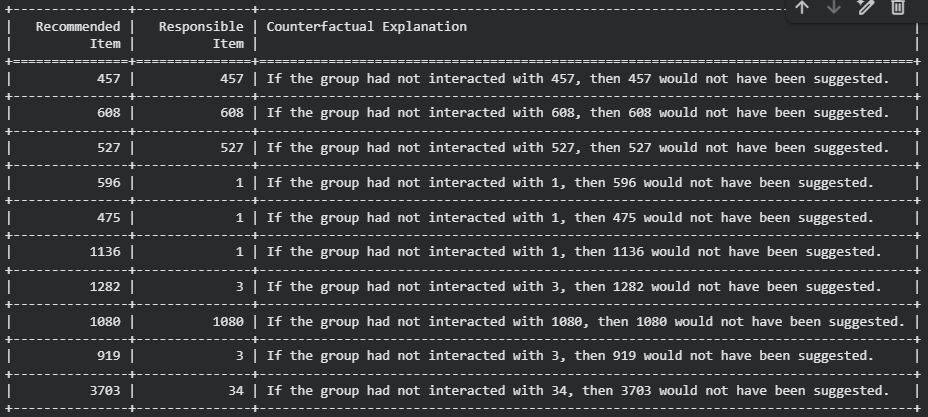 Recommended | Responsible | Counterfactual Explanation
Item | Item |
457 | 457 | If the group had not interacted with 457, then 457 would not have been suggested. |
608 | 608 | If the group had not interacted with 608, then 608 would not have been suggested. |
527 | 527 | If the group had not interacted with 527, then 527 would not have been suggested. |
596 | 1 | If the group had not interacted with 1, then 596 would not have been suggested. |
475 | 1 | If the group had not interacted with 1, then 475 would not have been suggested. |
1136 | 1 | If the group had not interacted with 1, then 1136 would not have been suggested. |
1282 | 3 | If the group had not interacted with 3, then 1282 would not have been suggested. |
1080 | 1080 | If the group had not interacted with 1080, then 1080 would not have been suggested. |
919 | 3 | If the group had not interacted with 3, then 919 would not have been suggested. |
3703 | 34 | If the group had not interacted with 34, then 3703 would not have been suggested. |